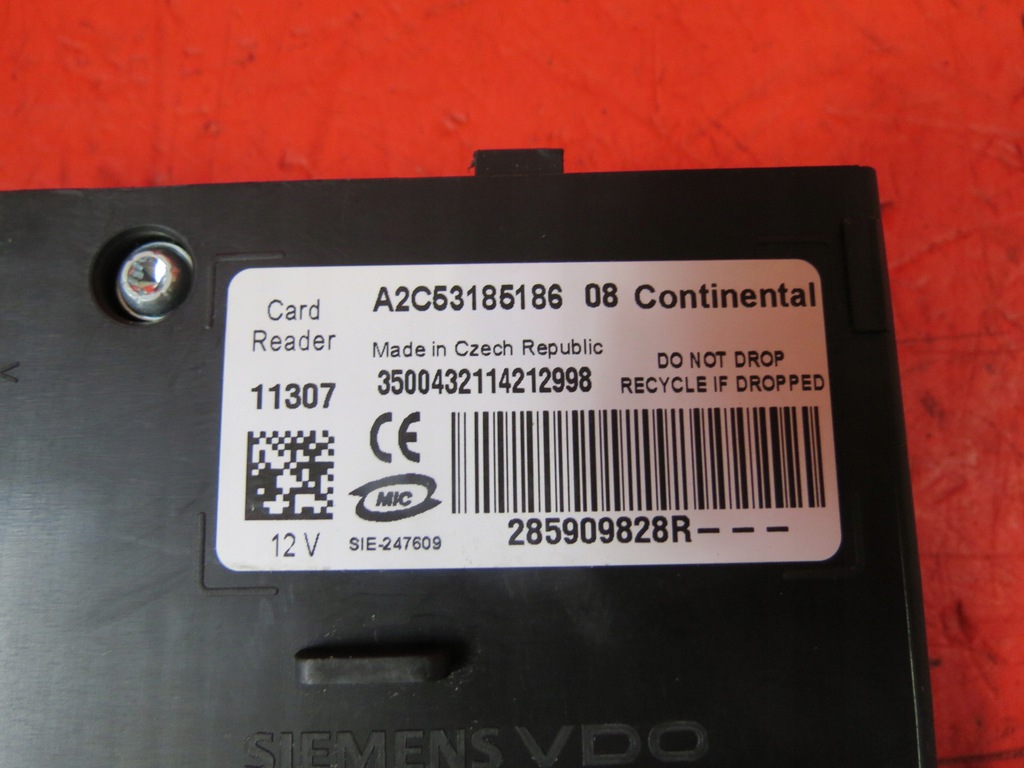 Card
Reader
11307
12 V
A2C53185186 08 Continental
Made in Czech Republic
3500432114212998
DO NOT DROP
RECYCLE IF DROPPED
CE
MIC
SIE-247609
285909828R---
SIEMENS VDO